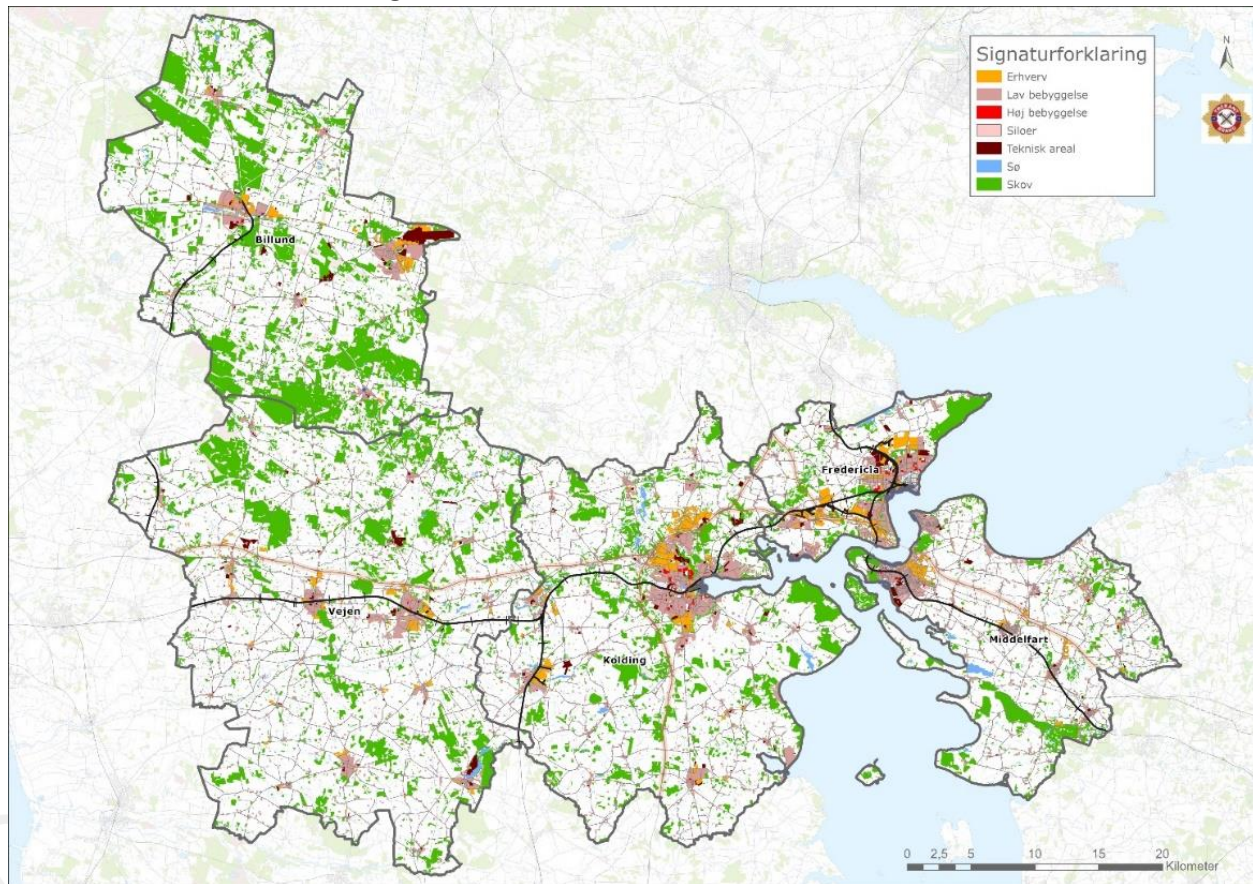 Signaturforklaring
Erhverv
Lav bebyggelse
Høj bebyggelse
Siloer
Teknisk areal
Sø
Skov
N
Billund
Fredericia
Vejen
Kolding
Middelfart
0 2,5 5 10 15 20
Kilometer